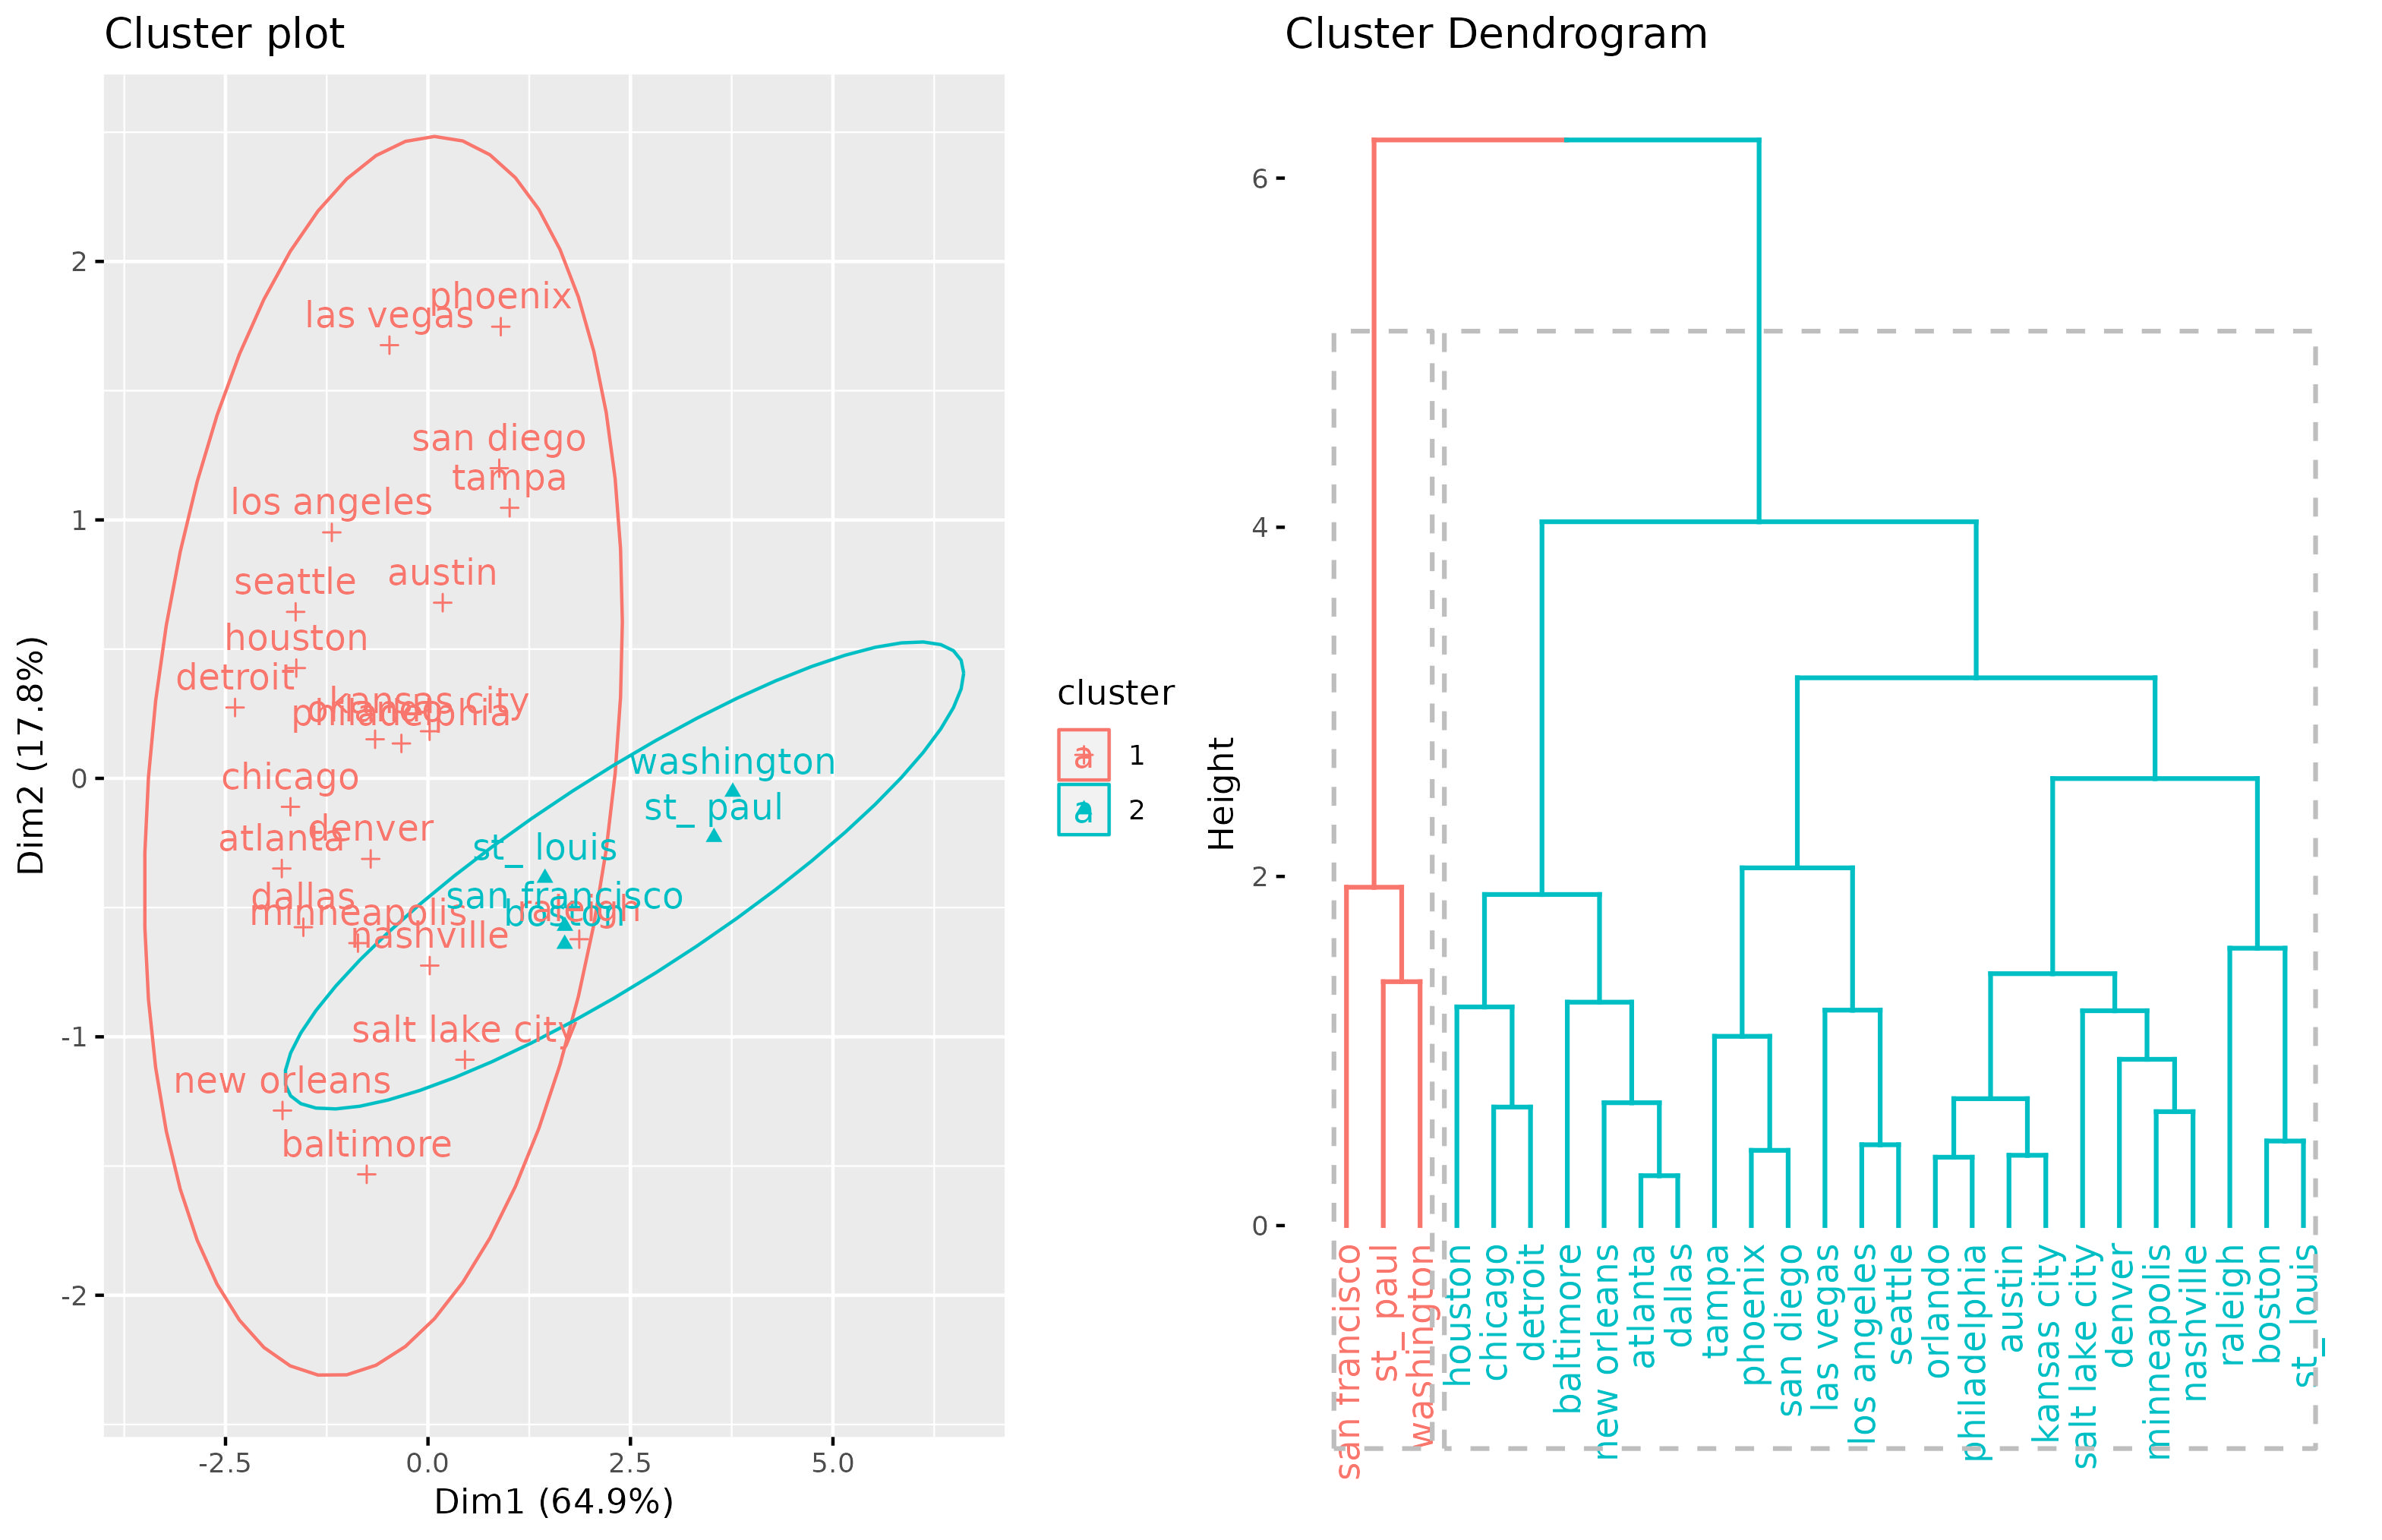 Cluster plot
phoenix
las vegas
san diego
tampa
los angeles
austin
seattle
houston
detroit
kansas city
orlando
philadelphia
washington
chicago
st_ paul
denver
atlanta
st_ louis
dallas
san francisco
raleigh
minneapolis
boston
nashville
salt lake city
new orleans
baltimore
2
1
0
-1
-2
-2.5
0.0
2.5
5.0
Dim1 (64.9%)
Dim2 (17.8%)
cluster
a 1
a 2
Cluster Dendrogram
Height
6
4
2
0
san francisco
st_ paul
washington
houston
chicago
detroit
baltimore
new orleans
atlanta
dallas
tampa
phoenix
san diego
las vegas
los angeles
seattle
orlando
philadelphia
austin
kansas city
salt lake city
denver
minneapolis
nashville
raleigh
boston
st_ louis